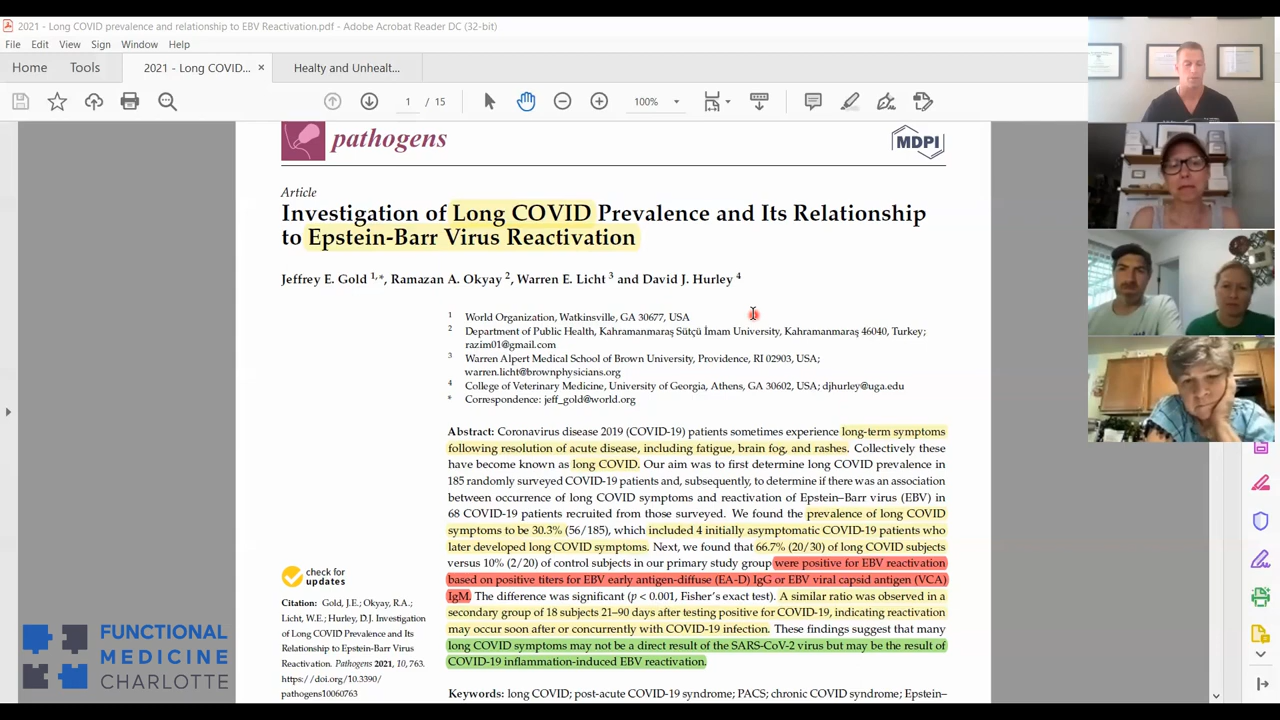 2021 - Long COVID prevalence and relationship to EBV Reactivation.pdf - Adobe Acrobat Reader DC (32-bit)
File Edit View Sign Window Help
Home Tools 2021 - Long COVID... × Healty and Unhealt...
1 / 15 100%
pathogens MDPI
Article
Investigation of Long COVID Prevalence and Its Relationship
to Epstein-Barr Virus Reactivation
Jeffrey E. Gold 1,*, Ramazan A. Okyay 2, Warren E. Licht 3 and David J. Hurley 4
1 World Organization, Watkinsville, GA 30677, USA
2 Department of Public Health, Kahramanmaraş Sütçü İmam University, Kahramanmaraş 46040, Turkey;
razim01@gmail.com
3 Warren Alpert Medical School of Brown University, Providence, RI 02903, USA;
warren.licht@brownphysicians.org
4 College of Veterinary Medicine, University of Georgia, Athens, GA 30602, USA; djhurley@uga.edu
* Correspondence: jeff_gold@world.org
Abstract: Coronavirus disease 2019 (COVID-19) patients sometimes experience long-term symptoms
following resolution of acute disease, including fatigue, brain fog, and rashes. Collectively these
have become known as long COVID. Our aim was to first determine long COVID prevalence in
185 randomly surveyed COVID-19 patients and, subsequently, to determine if there was an association
between occurrence of long COVID symptoms and reactivation of Epstein–Barr virus (EBV) in
68 COVID-19 patients recruited from those surveyed. We found the prevalence of long COVID
symptoms to be 30.3% (56/185), which included 4 initially asymptomatic COVID-19 patients who
later developed long COVID symptoms. Next, we found that 66.7% (20/30) of long COVID subjects
versus 10% (2/20) of control subjects in our primary study group were positive for EBV reactivation
based on positive titers for EBV early antigen-diffuse (EA-D) IgG or EBV viral capsid antigen (VCA)
IgM. The difference was significant (p < 0.001, Fisher's exact test). A similar ratio was observed in a
secondary group of 18 subjects 21–90 days after testing positive for COVID-19, indicating reactivation
may occur soon after or concurrently with COVID-19 infection. These findings suggest that many
long COVID symptoms may not be a direct result of the SARS-CoV-2 virus but may be the result of
COVID-19 inflammation-induced EBV reactivation.
Keywords: long COVID; post-acute COVID-19 syndrome; PACS; chronic COVID syndrome; Epstein–
check for
updates
Citation: Gold, J.E.; Okyay, R.A.;
Licht, W.E.; Hurley, D.J. Investigation
of Long COVID Prevalence and Its
Relationship to Epstein-Barr Virus
Reactivation. Pathogens 2021, 10, 763.
https://doi.org/10.3390/
pathogens10060763
FUNCTIONAL
MEDICINE
CHARLOTTE